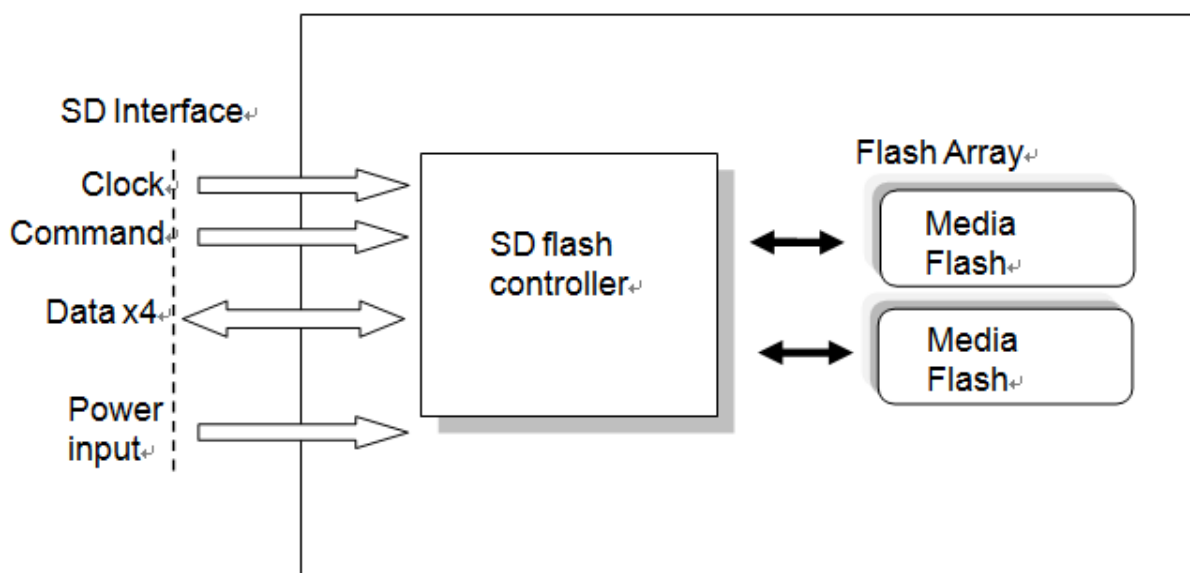 SD Interface↵
Clock↵
Command↵
Data x4↵
Power
input↵
SD flash
controller↵
Flash Array↵
Media
Flash↵
Media
Flash↵